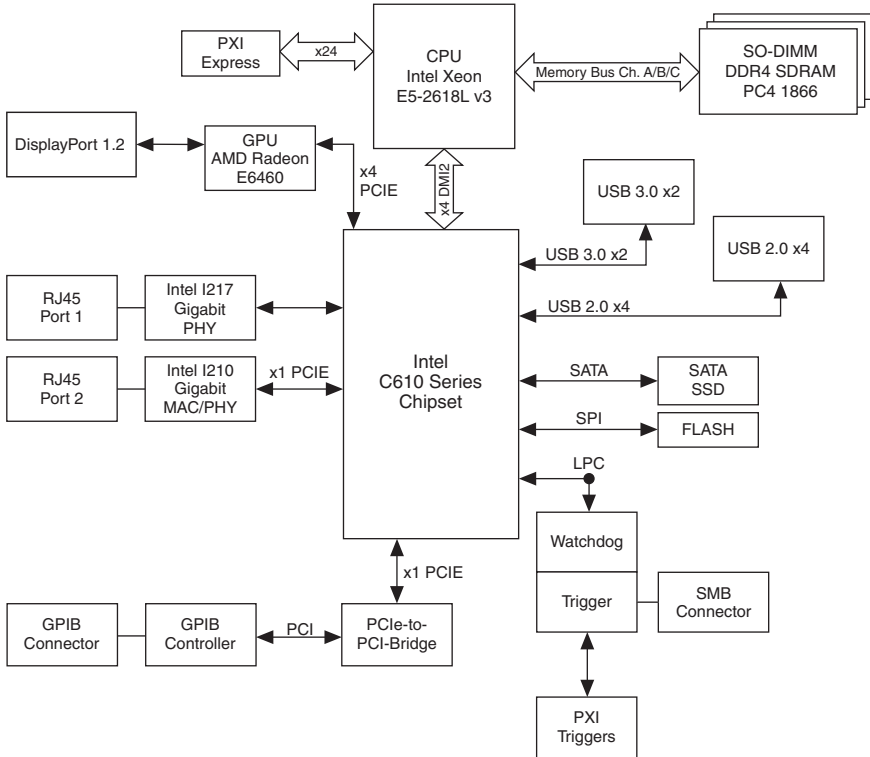 PXI
Express
x24
CPU
Intel Xeon
E5-2618L v3
Memory Bus Ch. A/B/C
SO-DIMM
DDR4 SDRAM
PC4 1866
DisplayPort 1.2
GPU
AMD Radeon
E6460
x4
PCIE
x4 DMI2
USB 3.0 x2
USB 2.0 x4
USB 3.0 x2
USB 2.0 x4
RJ45
Port 1
Intel I217
Gigabit
PHY
RJ45
Port 2
Intel I210
Gigabit
MAC/PHY
x1 PCIE
Intel
C610 Series
Chipset
SATA
SATA
SSD
SPI
FLASH
LPC
Watchdog
Trigger
SMB
Connector
x1 PCIE
GPIB
Connector
GPIB
Controller
PCI
PCIe-to-
PCI-Bridge
PXI
Triggers